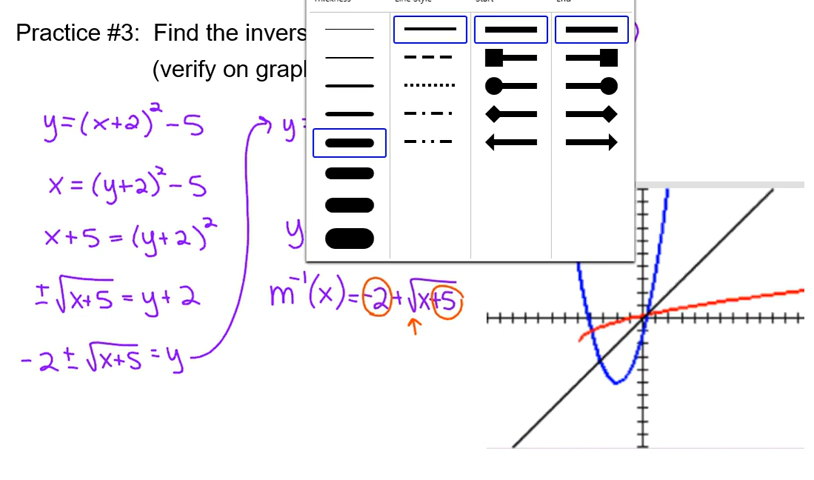 Practice #3: Find the invers
(verify on grap
y=(x+2)²-5
x=(y+2)²-5
x+5=(y+2)²
±√x+5=y+2
-2±√x+5=y
y=
y
m⁻¹(x)=-2+√x+5